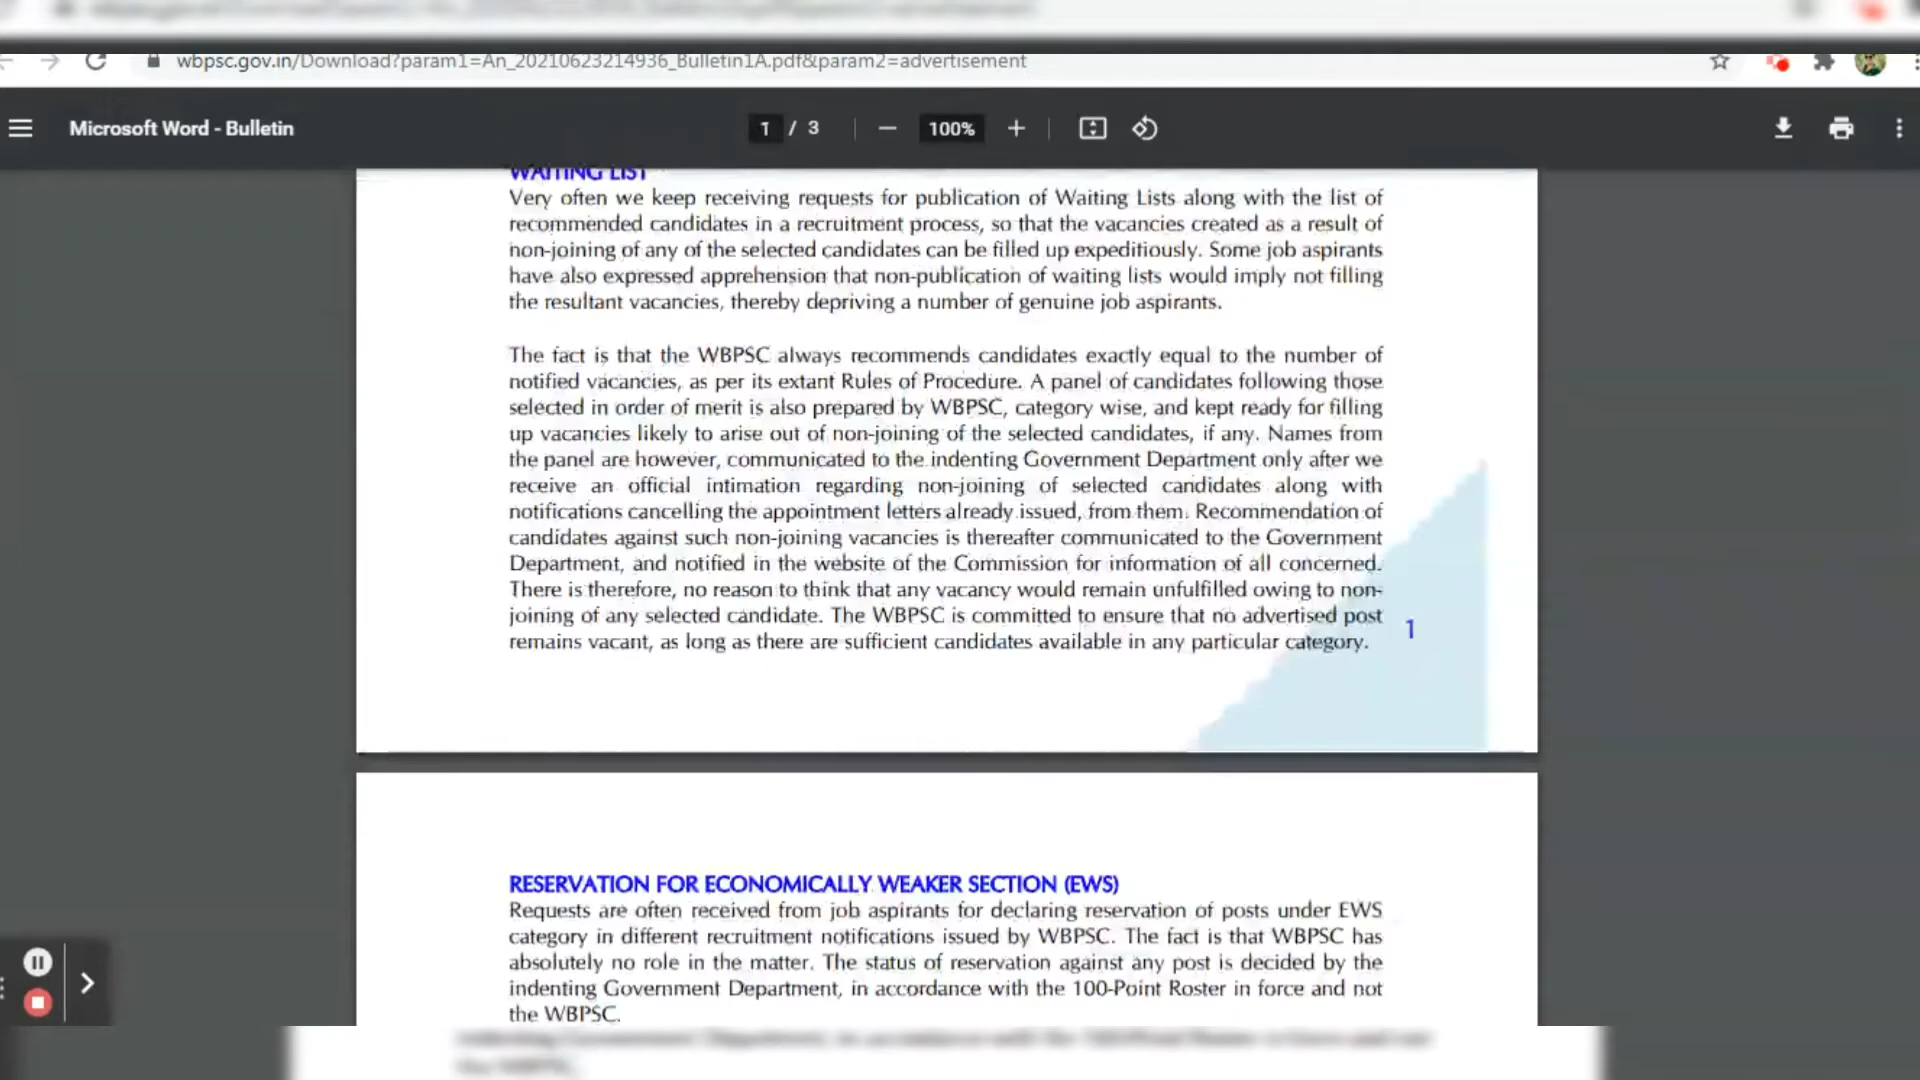 wbpsc.gov.in/Download?param1=An_20210623214936_Bulletin1A.pdf&param2=advertisement
Microsoft Word - Bulletin
1 / 3
100%
WAITING LIST
Very often we keep receiving requests for publication of Waiting Lists along with the list of
recommended candidates in a recruitment process, so that the vacancies created as a result of
non-joining of any of the selected candidates can be filled up expeditiously. Some job aspirants
have also expressed apprehension that non-publication of waiting lists would imply not filling
the resultant vacancies, thereby depriving a number of genuine job aspirants.
The fact is that the WBPSC always recommends candidates exactly equal to the number of
notified vacancies, as per its extant Rules of Procedure. A panel of candidates following those
selected in order of merit is also prepared by WBPSC, category wise, and kept ready for filling
up vacancies likely to arise out of non-joining of the selected candidates, if any. Names from
the panel are however, communicated to the indenting Government Department only after we
receive an official intimation regarding non-joining of selected candidates along with
notifications cancelling the appointment letters already issued, from them. Recommendation of
candidates against such non-joining vacancies is thereafter communicated to the Government
Department, and notified in the website of the Commission for information of all concerned.
There is therefore, no reason to think that any vacancy would remain unfulfilled owing to non-
joining of any selected candidate. The WBPSC is committed to ensure that no advertised post
remains vacant, as long as there are sufficient candidates available in any particular category.
1
RESERVATION FOR ECONOMICALLY WEAKER SECTION (EWS)
Requests are often received from job aspirants for declaring reservation of posts under EWS
category in different recruitment notifications issued by WBPSC. The fact is that WBPSC has
absolutely no role in the matter. The status of reservation against any post is decided by the
indenting Government Department, in accordance with the 100-Point Roster in force and not
the WBPSC.